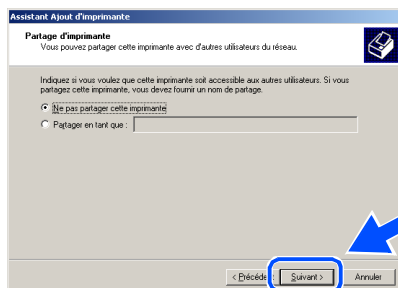 Assistant Ajout d'imprimante
Partage d'imprimante
Vous pouvez partager cette imprimante avec d'autres utilisateurs du réseau.
Indiquez si vous voulez que cette imprimante soit accessible aux autres utilisateurs. Si vous
partagez cette imprimante, vous devez fournir un nom de partage.
Ne pas partager cette imprimante
Partager en tant que :
< Précéde Suivant > Annuler